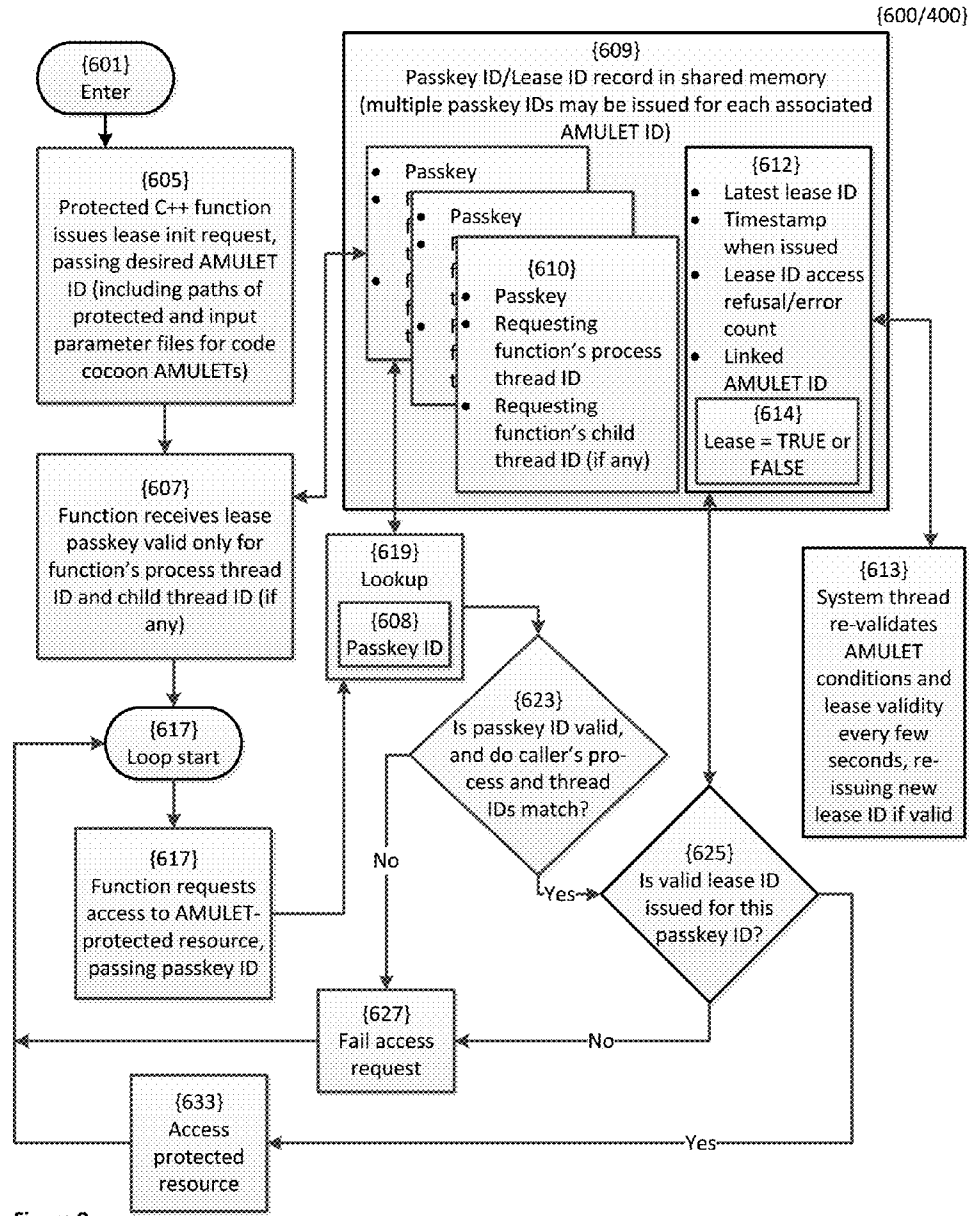 {600/400}
{601}
Enter
{605}
Protected C++ function
issues lease init request,
passing desired AMULET
ID (including paths of
protected and input
parameter files for code
cocoon AMULETs)
{607}
Function receives lease
passkey valid only for
function's process thread
ID and child thread ID (if
any)
{617}
Loop start
{617}
Function requests
access to AMULET-
protected resource,
passing passkey ID
{609}
Passkey ID/Lease ID record in shared memory
(multiple passkey IDs may be issued for each associated
AMULET ID)
• Passkey
• Passkey
{610}
• Passkey
• Requesting
function's process
thread ID
• Requesting
function's child
thread ID (if any)
{612}
• Latest lease ID
• Timestamp
when issued
• Lease ID access
refusal/error
count
• Linked
AMULET ID
{614}
Lease = TRUE or
FALSE
{619}
Lookup
{608}
Passkey ID
{623}
Is passkey ID valid,
and do caller's pro-
cess and thread
IDs match?
No
Yes
{625}
Is valid lease ID
issued for this
passkey ID?
{613}
System thread
re-validates
AMULET
conditions and
lease validity
every few
seconds, re-
issuing new
lease ID if valid
{627}
Fail access
request
No
{633}
Access
protected
resource
Yes